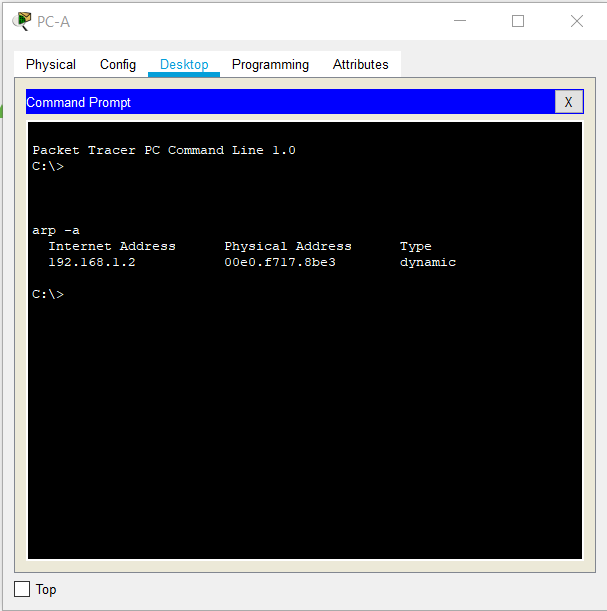 PC-A
Physical Config Desktop Programming Attributes
Command Prompt X
Packet Tracer PC Command Line 1.0
C:\>
arp -a
Internet Address Physical Address Type
192.168.1.2 00e0.f717.8be3 dynamic
C:\>
Top